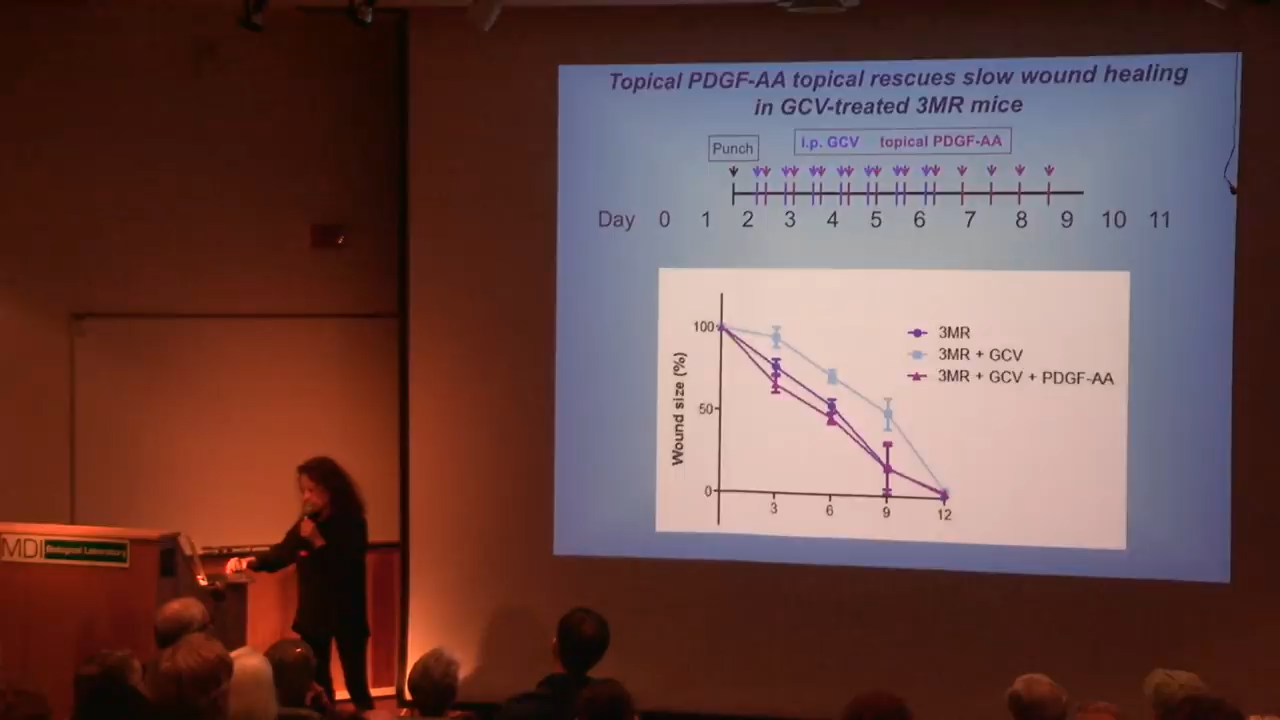 Topical PDGF-AA topical rescues slow wound healing
in GCV-treated 3MR mice
Punch
i.p. GCV topical PDGF-AA
Day 0 1 2 3 4 5 6 7 8 9 10 11
100
50
0
Wound size (%)
3 6 9 12
3MR
3MR + GCV
3MR + GCV + PDGF-AA
MDI Biological Laboratory